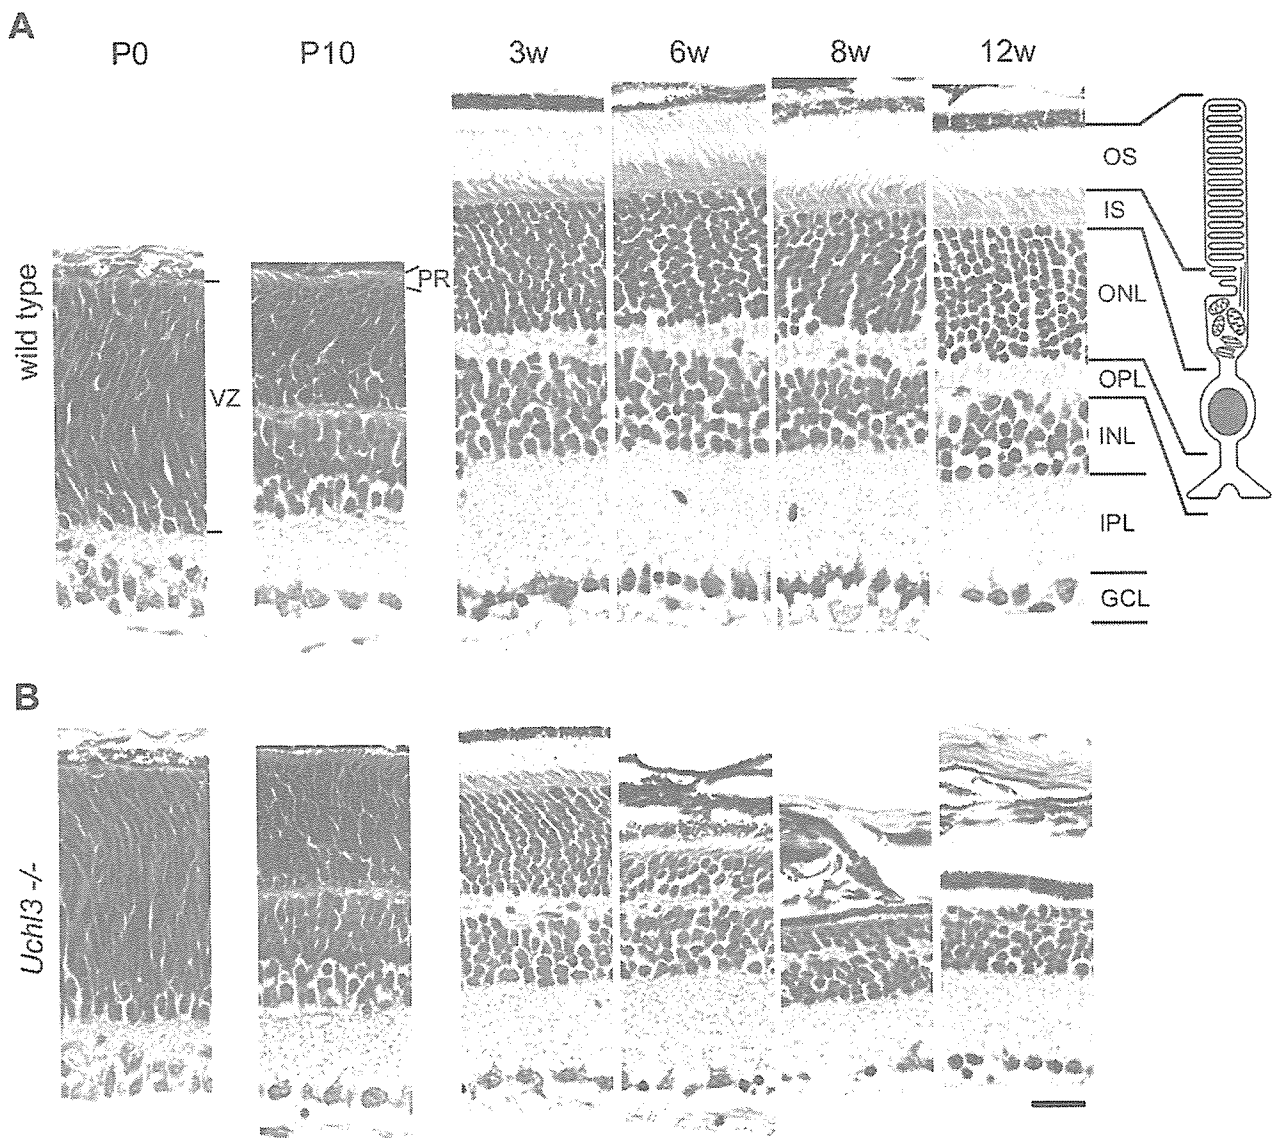 A
P0 P10 3w 6w 8w 12w
wild type
VZ
PR
OS
IS
ONL
OPL
INL
IPL
GCL
B
Uchl3 -/-